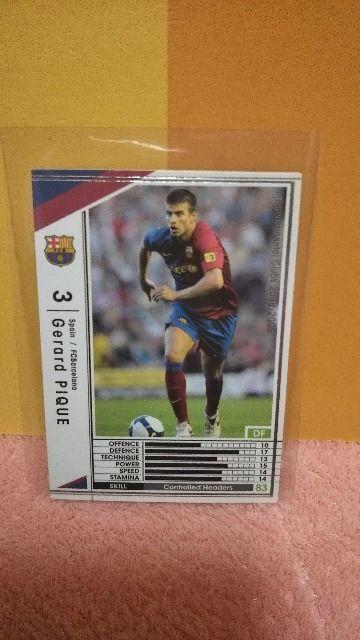 3
Spain / FCBarcelona
Gerard PIQUE
DF
OFFENCE 10
DEFENCE 17
TECHNIQUE 13
POWER 15
SPEED 14
STAMINA 14
SKILL Controlled Headers 83